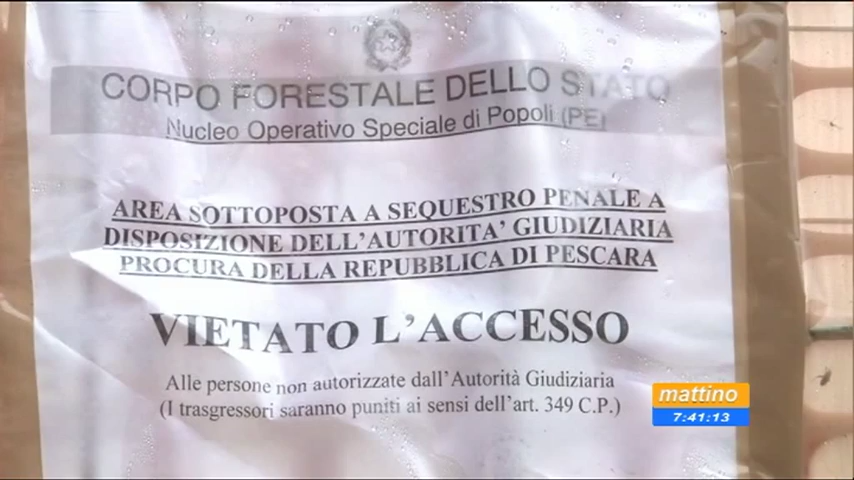 CORPO FORESTALE DELLO STATO
Nucleo Operativo Speciale di Popoli (PE)
AREA SOTTOPOSTA A SEQUESTRO PENALE A
DISPOSIZIONE DELL'AUTORITA' GIUDIZIARIA
PROCURA DELLA REPUBBLICA DI PESCARA
VIETATO L'ACCESSO
Alle persone non autorizzate dall'Autorità Giudiziaria
(I trasgressori saranno puniti ai sensi dell'art. 349 C.P.)
mattino
7:41:13